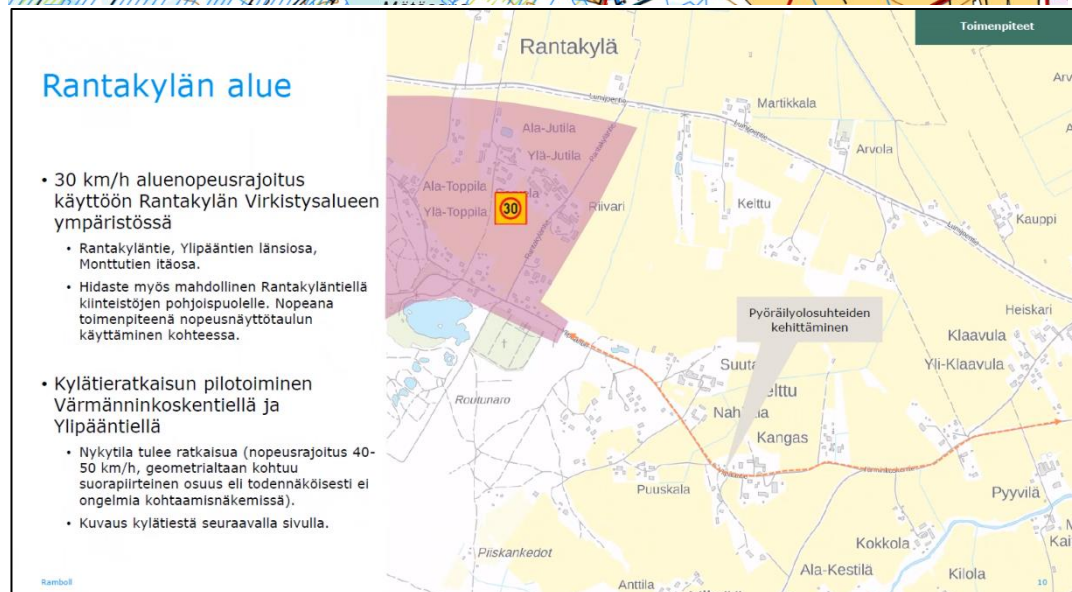 Toimenpiteet
Rantakylän alue
• 30 km/h aluenopeusrajoitus
käyttöön Rantakylän Virkistysalueen
ympäristössä
• Rantakyläntie, Ylipääntien länsiosa,
Monttutien itäosa.
• Hidaste myös mahdollinen Rantakyläntiellä
kiinteistöjen pohjoispuolelle. Nopeana
toimenpiteenä nopeusnäyttötaulun
käyttäminen kohteessa.
• Kylätieratkaisun pilotoiminen
Värmänninkoskentiellä ja
Ylipääntiellä
• Nykytila tulee ratkaisua (nopeusrajoitus 40-
50 km/h, geometrialtaan kohtuu
suorapiirteinen osuus eli todennäköisesti ei
ongelmia kohtaamisnäkemissä).
• Kuvaus kylätiestä seuraavalla sivulla.
Ramboll
Rantakylä
Lumijoentie
Martikkala
Arvola
Ala-Jutila
Ylä-Jutila
Rantakyläntie
Ala-Toppila
Ylä-Toppila
30
Riivari
Kelttu
Kauppi
Pyöräilyolosuhteiden
kehittäminen
Heiskari
Klaavula
Yli-Klaavula
Routunaro
Kangas
Puuskala
Pyyvilä
Piiskankedot
Kokkola
Ala-Kestilä
Kilola
Anttila
10